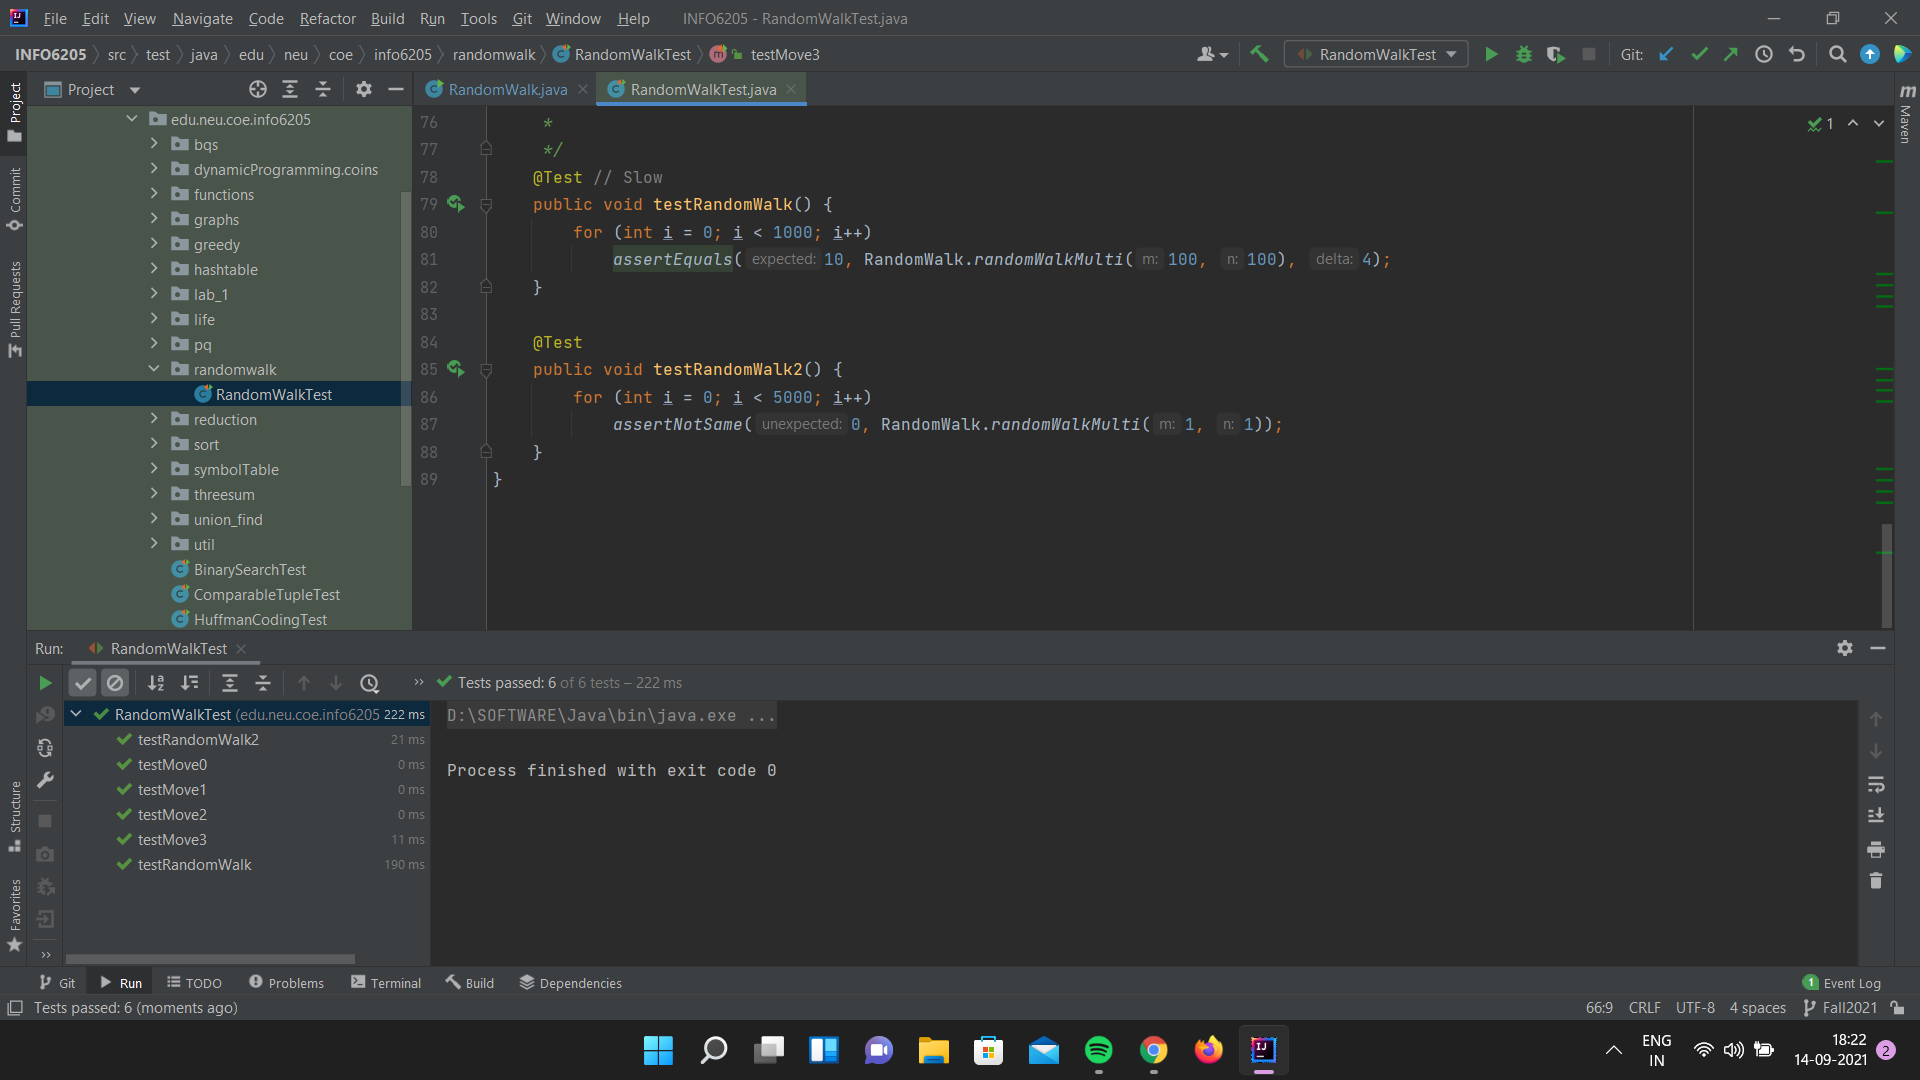 File Edit View Navigate Code Refactor Build Run Tools Git Window Help INFO6205 - RandomWalkTest.java
INFO6205 src test java edu neu coe info6205 randomwalk RandomWalkTest testMove3 RandomWalkTest Git:
Project
RandomWalk.java RandomWalkTest.java
Project
Commit
Pull Requests
Structure
Favorites
Maven
edu.neu.coe.info6205
bqs
dynamicProgramming.coins
functions
graphs
greedy
hashtable
lab_1
life
pq
randomwalk
RandomWalkTest
reduction
sort
symbolTable
threesum
union_find
util
BinarySearchTest
ComparableTupleTest
HuffmanCodingTest
1
76 *
77 */
78 @Test // Slow
79 public void testRandomWalk() {
80 for (int i = 0; i < 1000; i++)
81 assertEquals( expected: 10, RandomWalk.randomWalkMulti( m: 100, n: 100), delta: 4);
82 }
83
84 @Test
85 public void testRandomWalk2() {
86 for (int i = 0; i < 5000; i++)
87 assertNotSame( unexpected: 0, RandomWalk.randomWalkMulti( m: 1, n: 1));
88 }
89 }
Run: RandomWalkTest
Tests passed: 6 of 6 tests – 222 ms
RandomWalkTest (edu.neu.coe.info6205 222 ms
testRandomWalk2 21 ms
testMove0 0 ms
testMove1 0 ms
testMove2 0 ms
testMove3 11 ms
testRandomWalk 190 ms
D:\SOFTWARE\Java\bin\java.exe ...
Process finished with exit code 0
Git Run TODO Problems Terminal Build Dependencies 1 Event Log
Tests passed: 6 (moments ago) 66:9 CRLF UTF-8 4 spaces Fall2021
ENG
IN
18:22
14-09-2021
2